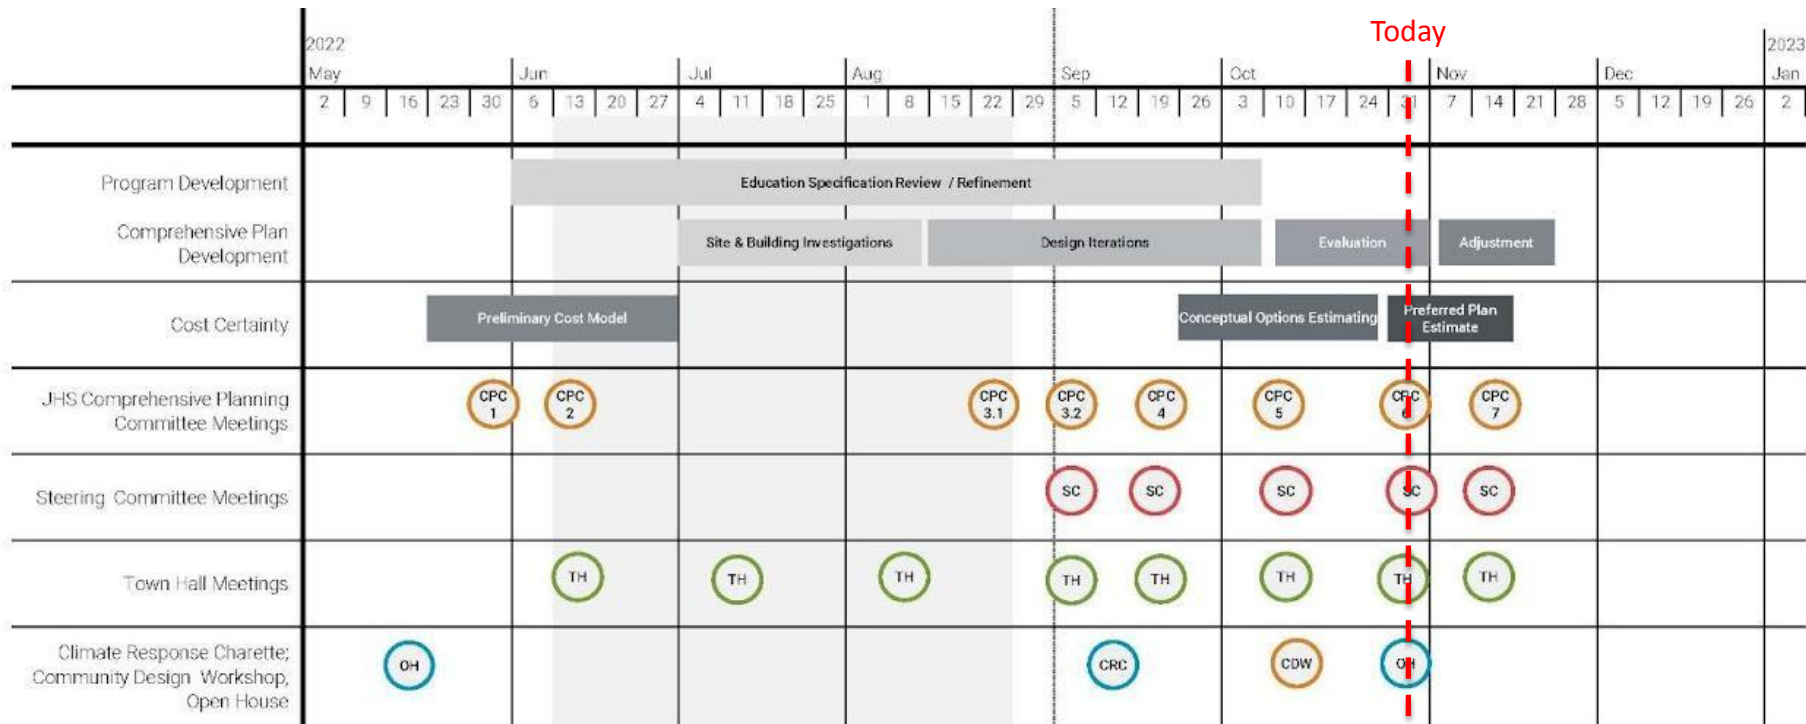 Today
2022
2023
May
Jun
Jul
Aug
Sep
Oct
Nov
Dec
Jan
2 9 16 23 30 6 13 20 27 4 11 18 25 1 8 15 22 29 5 12 19 26 3 10 17 24 31 7 14 21 28 5 12 19 26 2
Program Development
Education Specification Review / Refinement
Comprehensive Plan
Development
Site & Building Investigations
Design Iterations
Evaluation
Adjustment
Cost Certainty
Preliminary Cost Model
Conceptual Options Estimating
Preferred Plan
Estimate
JHS Comprehensive Planning
Committee Meetings
CPC
1
CPC
2
CPC
3.1
CPC
3.2
CPC
4
CPC
5
CPC
6
CPC
7
Steering Committee Meetings
SC
SC
SC
SC
SC
Town Hall Meetings
TH
TH
TH
TH
TH
TH
TH
TH
Climate Response Charette;
Community Design Workshop,
Open House
OH
CRC
CDW
OH